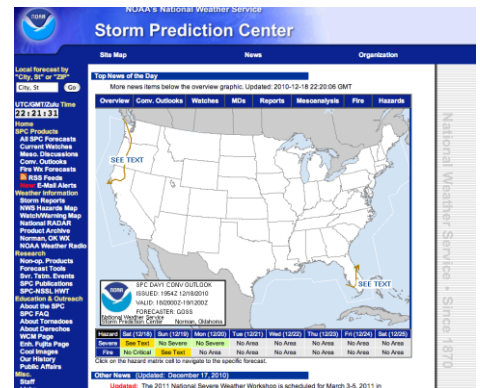 NOAA's National Weather Service
Storm Prediction Center
NOAA
Site Map News Organization
Local forecast by
"City, St" or "ZIP"
City, St Go
UTC/GMT/Zulu Time
22:21:31
Home
SPC Products
All SPC Forecasts
Current Watches
Meso. Discussions
Conv. Outlooks
Fire Wx Forecasts
RSS Feeds
New! E-Mail Alerts
Weather Information
Storm Reports
NWS Hazards Map
Watch/Warning Map
National RADAR
Product Archive
Norman, OK WX
NOAA Weather Radio
Research
Non-op. Products
Forecast Tools
Svr. Tstm. Events
SPC Publications
SPC-NSSL HWT
Education & Outreach
About the SPC
SPC FAQ
About Tornadoes
About Derechos
WCM Page
Enh. Fujita Page
Cool Images
Our History
Public Affairs
Misc.
Staff
Top News of the Day
More news items below the overview graphic. Updated: 2010-12-18 22:20:06 GMT
Overview Conv. Outlooks Watches MDs Reports Mesoanalysis Fire Hazards
SEE TEXT
SEE TEXT
NOAA
SPC DAY1 CONV OUTLOOK
ISSUED: 1954Z 12/18/2010
VALID: 18/2000Z-19/1200Z
FORECASTER: GOSS
National Weather Service
Storm Prediction Center Norman, Oklahoma
Hazard Sat (12/18) Sun (12/19) Mon (12/20) Tue (12/21) Wed (12/22) Thu (12/23) Fri (12/24) Sat (12/25)
Severe See Text No Severe No Severe No Area No Area No Area No Area No Area
Fire No Critical See Text No Area No Area No Area No Area No Area No Area
Click on the hazard matrix cell to navigate to the specific forecast.
Other News (Updated: December 17, 2010)
Updated: The 2011 National Severe Weather Workshop is scheduled for March 3-5, 2011 in
National Weather Service • Since 1870